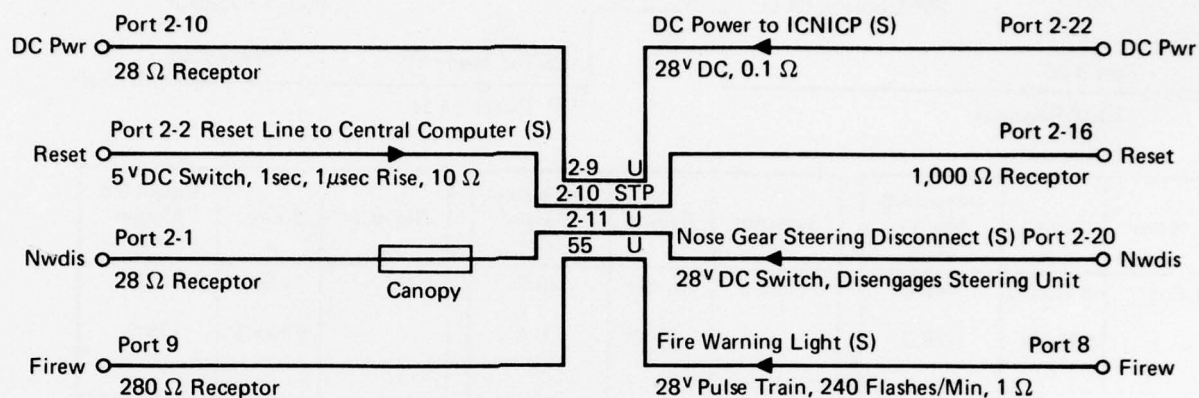 Port 2-10
DC Power to ICNICP (S)
Port 2-22
DC Pwr
DC Pwr
28 Ω Receptor
28ⱽ DC, 0.1 Ω
Port 2-2 Reset Line to Central Computer (S)
Port 2-16
Reset
Reset
5ⱽDC Switch, 1sec, 1μsec Rise, 10 Ω
2-9 U
1,000 Ω Receptor
2-10 STP
2-11 U
Port 2-1
55 U
Nose Gear Steering Disconnect (S) Port 2-20
Nwdis
Nwdis
28 Ω Receptor
Canopy
28ⱽ DC Switch, Disengages Steering Unit
Port 9
Fire Warning Light (S)
Port 8
Firew
Firew
280 Ω Receptor
28ⱽ Pulse Train, 240 Flashes/Min, 1 Ω